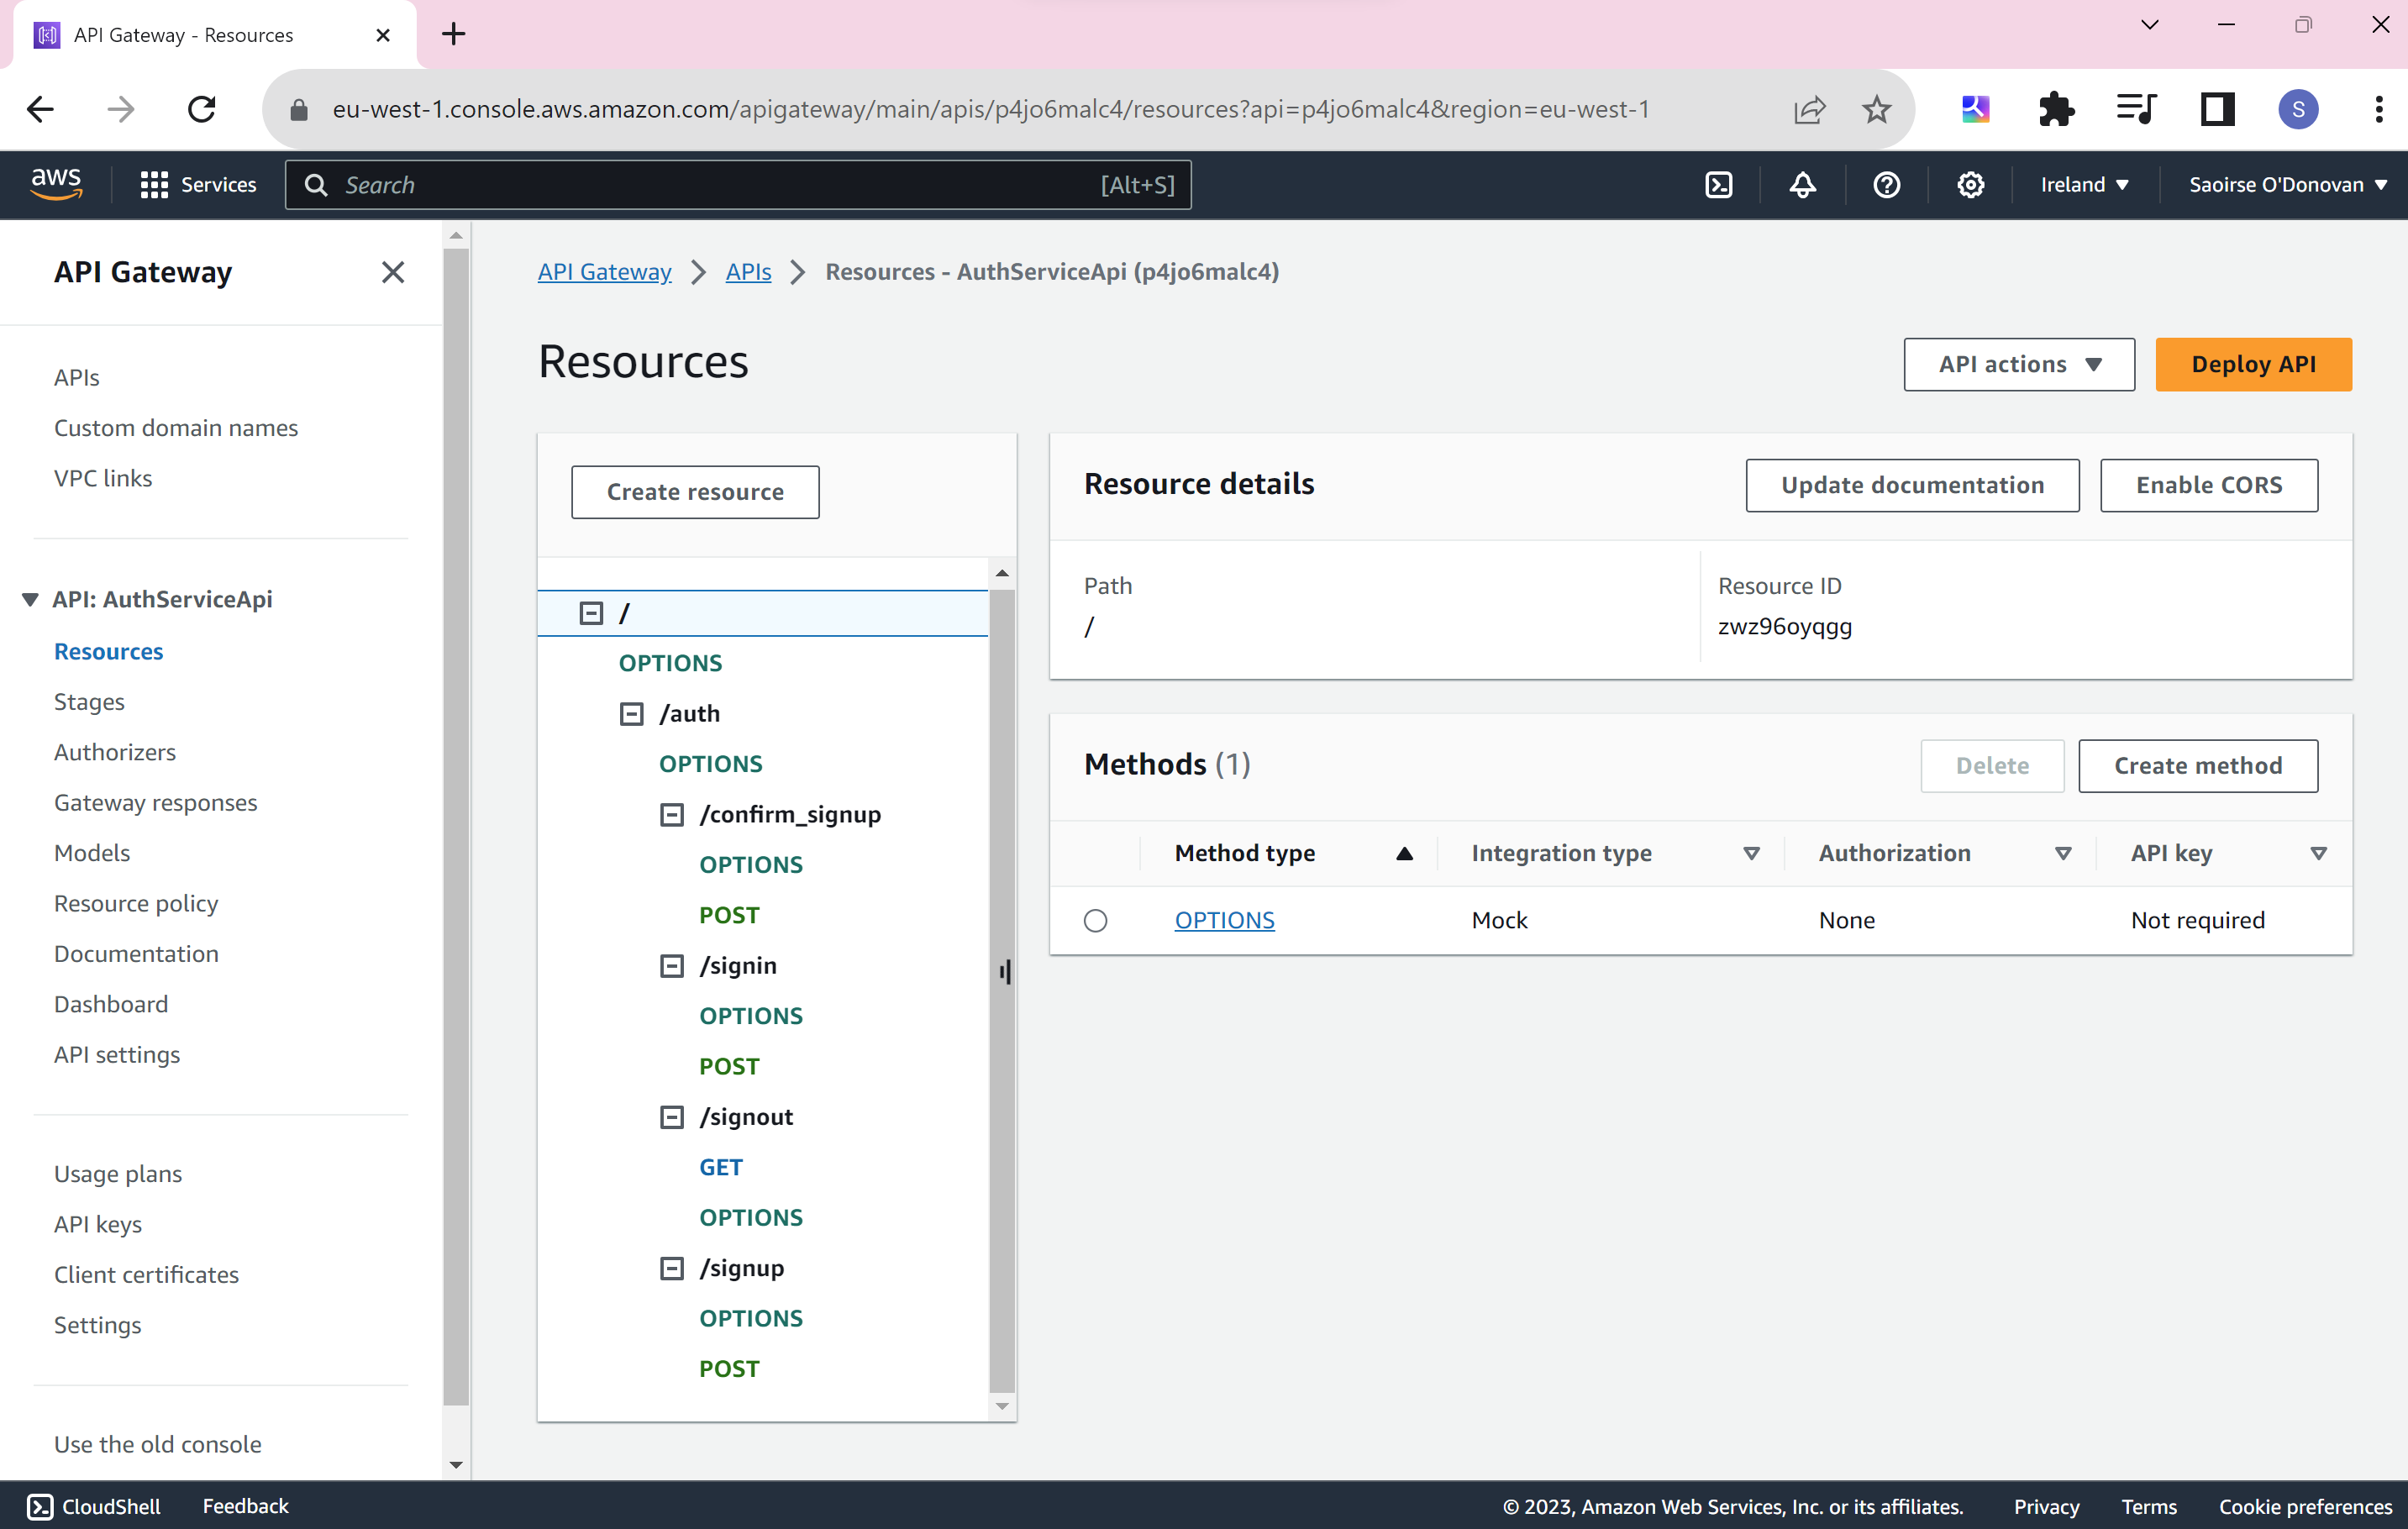 API Gateway - Resources
eu-west-1.console.aws.amazon.com/apigateway/main/apis/p4jo6malc4/resources?api=p4jo6malc4&region=eu-west-1
S
aws
Services
Search
[Alt+S]
Ireland
Saoirse O'Donovan
API Gateway
APIs
Custom domain names
VPC links
API: AuthServiceApi
Resources
Stages
Authorizers
Gateway responses
Models
Resource policy
Documentation
Dashboard
API settings
Usage plans
API keys
Client certificates
Settings
Use the old console
API Gateway > APIs > Resources - AuthServiceApi (p4jo6malc4)
Resources
API actions
Deploy API
Create resource
/
OPTIONS
/auth
OPTIONS
/confirm_signup
OPTIONS
POST
/signin
OPTIONS
POST
/signout
GET
OPTIONS
/signup
OPTIONS
POST
Resource details
Update documentation
Enable CORS
Path
/
Resource ID
zwz96oyqgg
Methods (1)
Delete
Create method
Method type
Integration type
Authorization
API key
OPTIONS
Mock
None
Not required
CloudShell
Feedback
© 2023, Amazon Web Services, Inc. or its affiliates.
Privacy
Terms
Cookie preferences